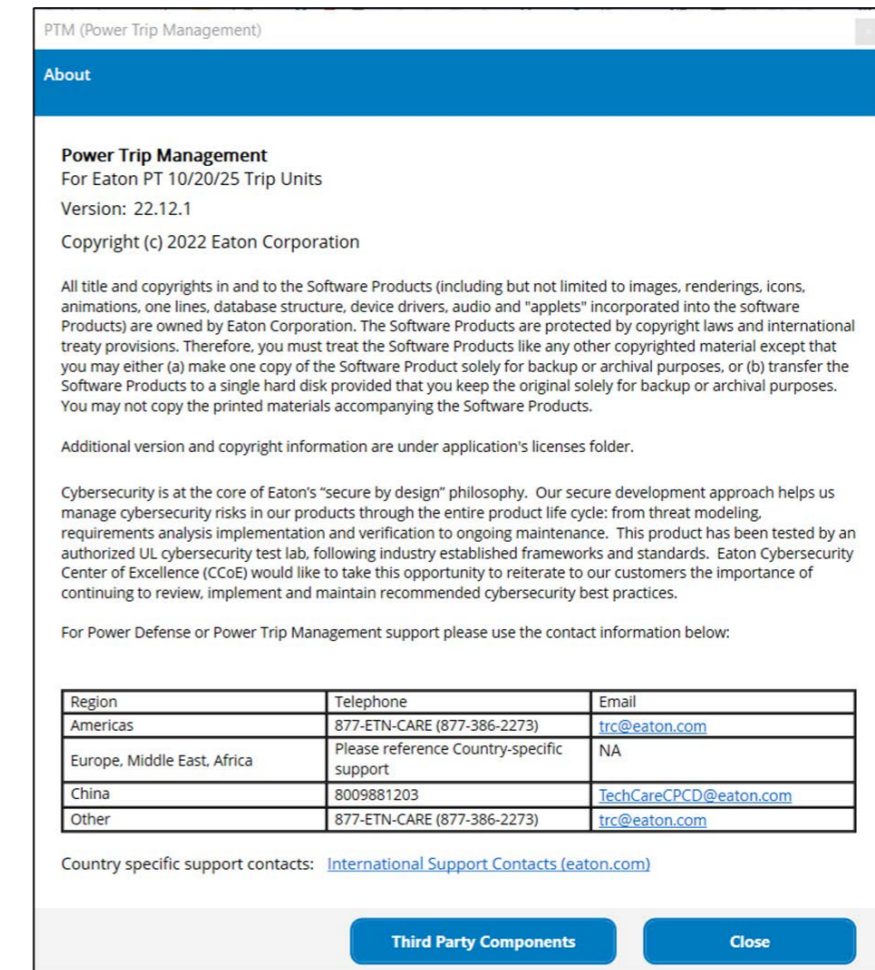 PTM (Power Trip Management)
About
Power Trip Management
For Eaton PT 10/20/25 Trip Units
Version: 22.12.1
Copyright (c) 2022 Eaton Corporation
All title and copyrights in and to the Software Products (including but not limited to images, renderings, icons,
animations, one lines, database structure, device drivers, audio and "applets" incorporated into the software
Products) are owned by Eaton Corporation. The Software Products are protected by copyright laws and international
treaty provisions. Therefore, you must treat the Software Products like any other copyrighted material except that
you may either (a) make one copy of the Software Product solely for backup or archival purposes, or (b) transfer the
Software Products to a single hard disk provided that you keep the original solely for backup or archival purposes.
You may not copy the printed materials accompanying the Software Products.
Additional version and copyright information are under application's licenses folder.
Cybersecurity is at the core of Eaton's “secure by design” philosophy.  Our secure development approach helps us
manage cybersecurity risks in our products through the entire product life cycle: from threat modeling,
requirements analysis implementation and verification to ongoing maintenance.  This product has been tested by an
authorized UL cybersecurity test lab, following industry established frameworks and standards.  Eaton Cybersecurity
Center of Excellence (CCoE) would like to take this opportunity to reiterate to our customers the importance of
continuing to review, implement and maintain recommended cybersecurity best practices.
For Power Defense or Power Trip Management support please use the contact information below:
Region Telephone Email
Americas 877-ETN-CARE (877-386-2273) trc@eaton.com
Europe, Middle East, Africa Please reference Country-specific support NA
China 8009881203 TechCareCPCD@eaton.com
Other 877-ETN-CARE (877-386-2273) trc@eaton.com
Country specific support contacts: International Support Contacts (eaton.com)
Third Party Components Close